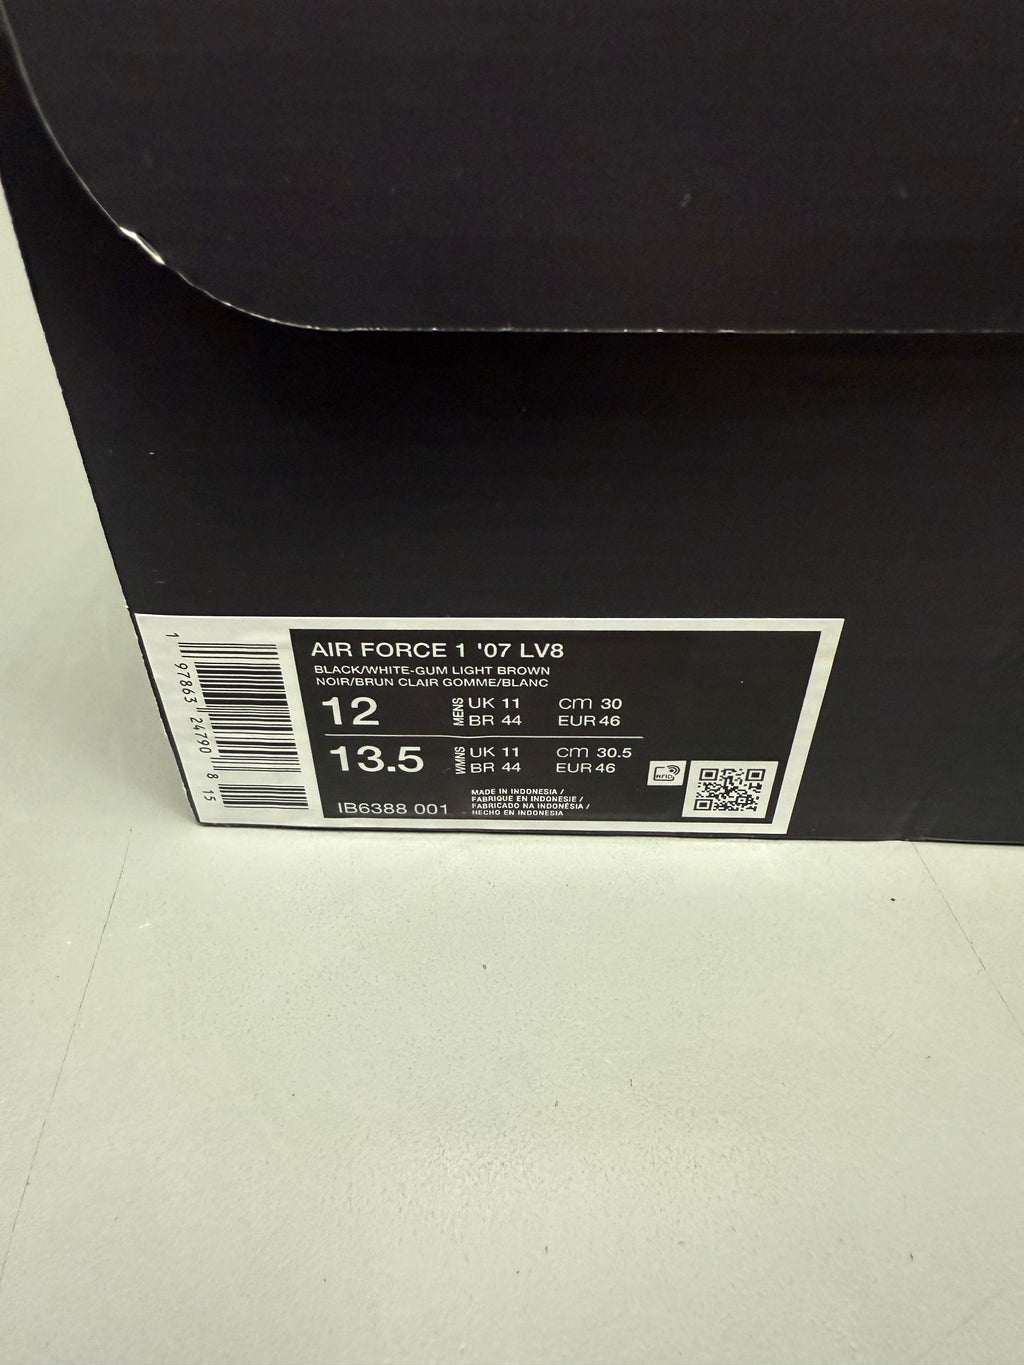 AIR FORCE 1 '07 LV8
BLACK/WHITE-GUM LIGHT BROWN
NOIR/BRUN CLAIR GOMME/BLANC
12 MENS UK 11 CM 30
BR 44 EUR 46
13.5 WMNS UK 11 CM 30.5
BR 44 EUR 46
RFID
IB6388 001
MADE IN INDONESIA /
FABRIQUE EN INDONESIE /
FABRICADO NA INDONÉSIA /
HECHO EN INDONESIA
1 97863 24790 8 15